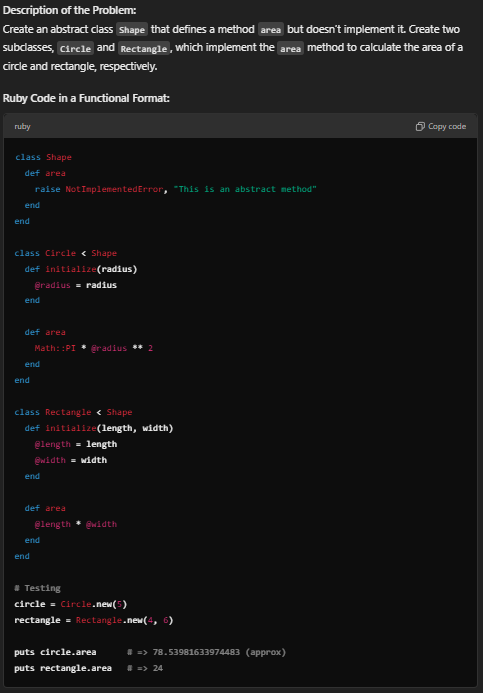 Description of the Problem:
Create an abstract class Shape that defines a method area but doesn't implement it. Create two
subclasses, Circle and Rectangle, which implement the area method to calculate the area of a
circle and rectangle, respectively.
Ruby Code in a Functional Format:
ruby
Copy code
class Shape
  def area
    raise NotImplementedError, "This is an abstract method"
  end
end
class Circle < Shape
  def initialize(radius)
    @radius = radius
  end
  def area
    Math::PI * @radius ** 2
  end
end
class Rectangle < Shape
  def initialize(length, width)
    @length = length
    @width = width
  end
  def area
    @length * @width
  end
end
# Testing
circle = Circle.new(5)
rectangle = Rectangle.new(4, 6)
puts circle.area      # => 78.53981633974483 (approx)
puts rectangle.area   # => 24